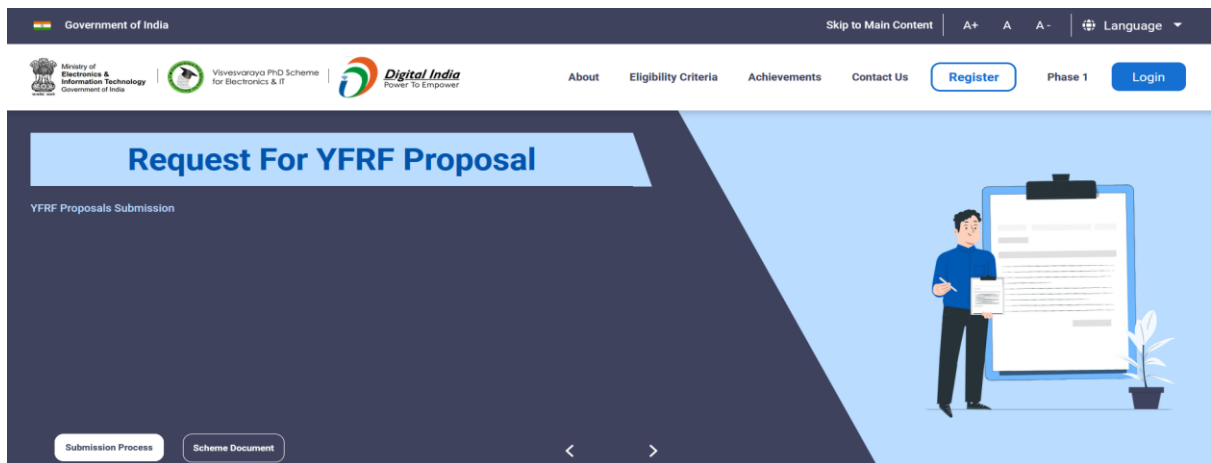 Government of India
Skip to Main Content
A+ A A-
Language
Ministry of
Electronics &
Information Technology
Government of India
Visvesvaraya PhD Scheme
for Electronics & IT
Digital India
Power To Empower
About
Eligibility Criteria
Achievements
Contact Us
Register
Phase 1
Login
Request For YFRF Proposal
YFRF Proposals Submission
Submission Process
Scheme Document